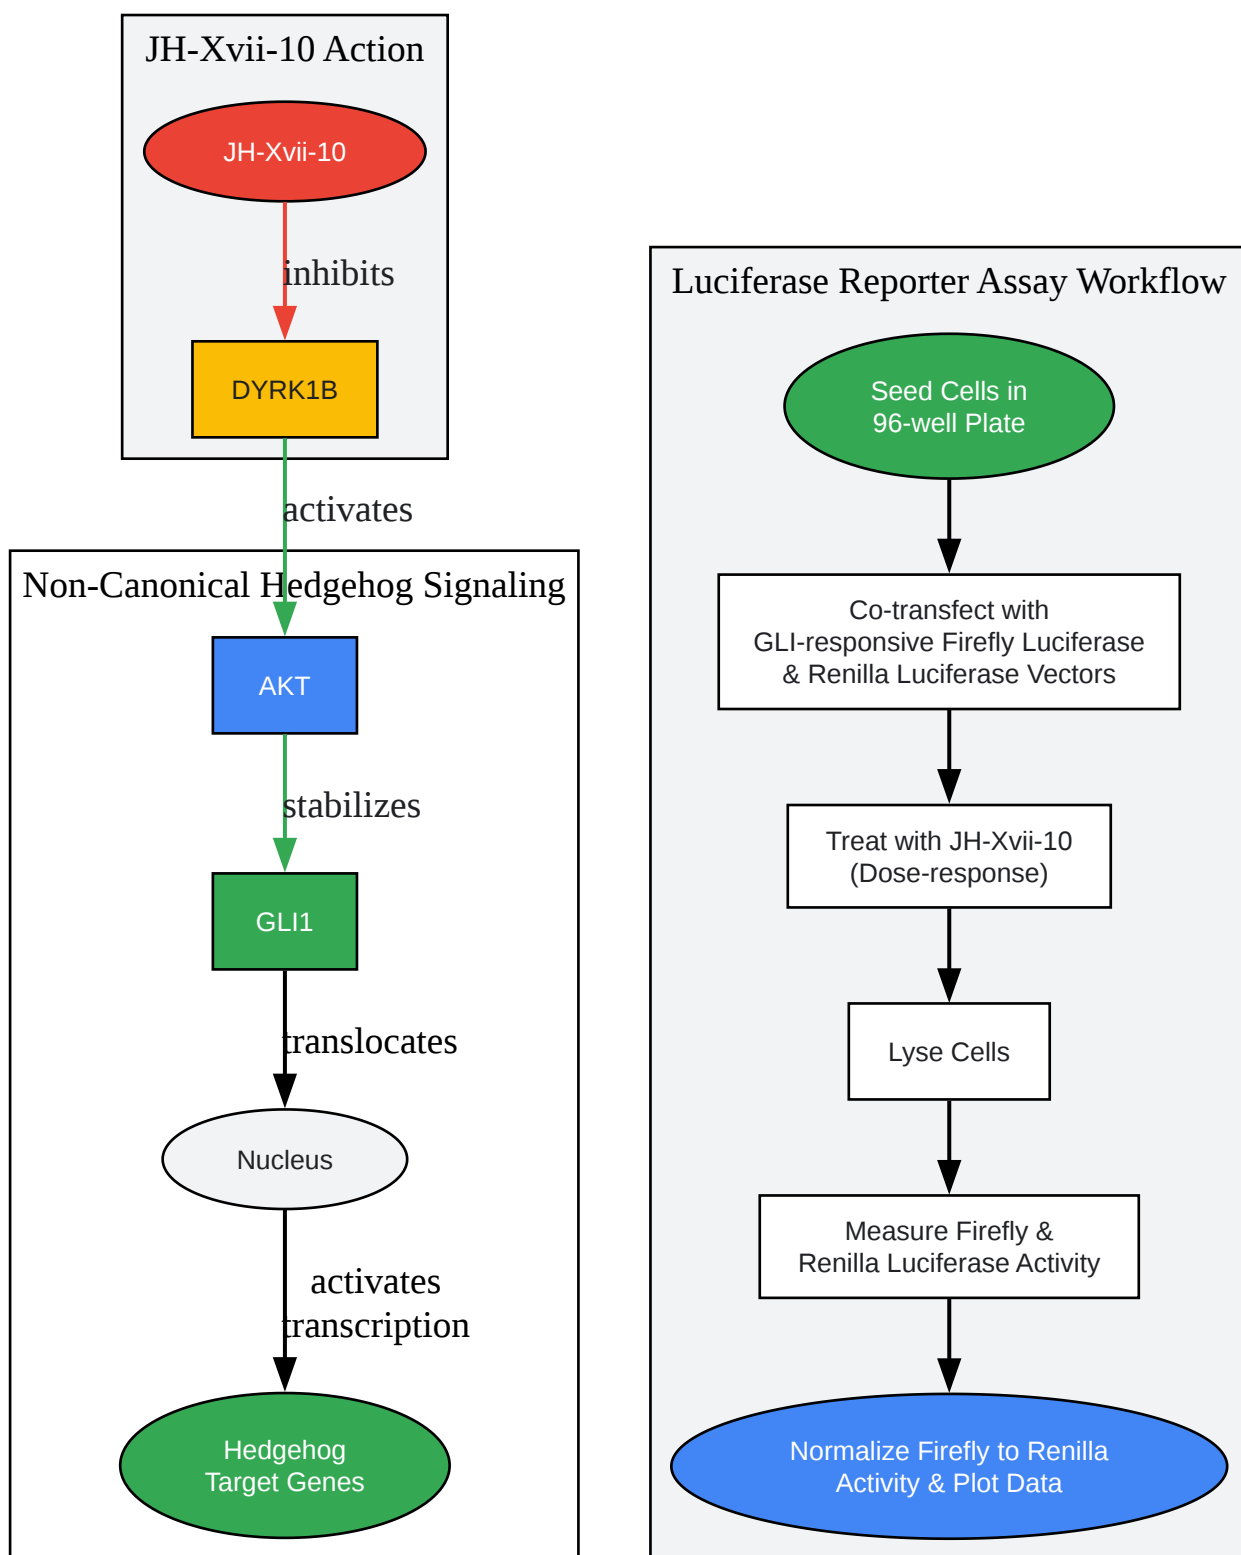 JH-Xvii-10 Action
JH-Xvii-10
inhibits
DYRK1B
activates
Non-Canonical Hedgehog Signaling
AKT
stabilizes
GLI1
translocates
Nucleus
activates
transcription
Hedgehog
Target Genes
Luciferase Reporter Assay Workflow
Seed Cells in
96-well Plate
Co-transfect with
GLI-responsive Firefly Luciferase
& Renilla Luciferase Vectors
Treat with JH-Xvii-10
(Dose-response)
Lyse Cells
Measure Firefly &
Renilla Luciferase Activity
Normalize Firefly to Renilla
Activity & Plot Data